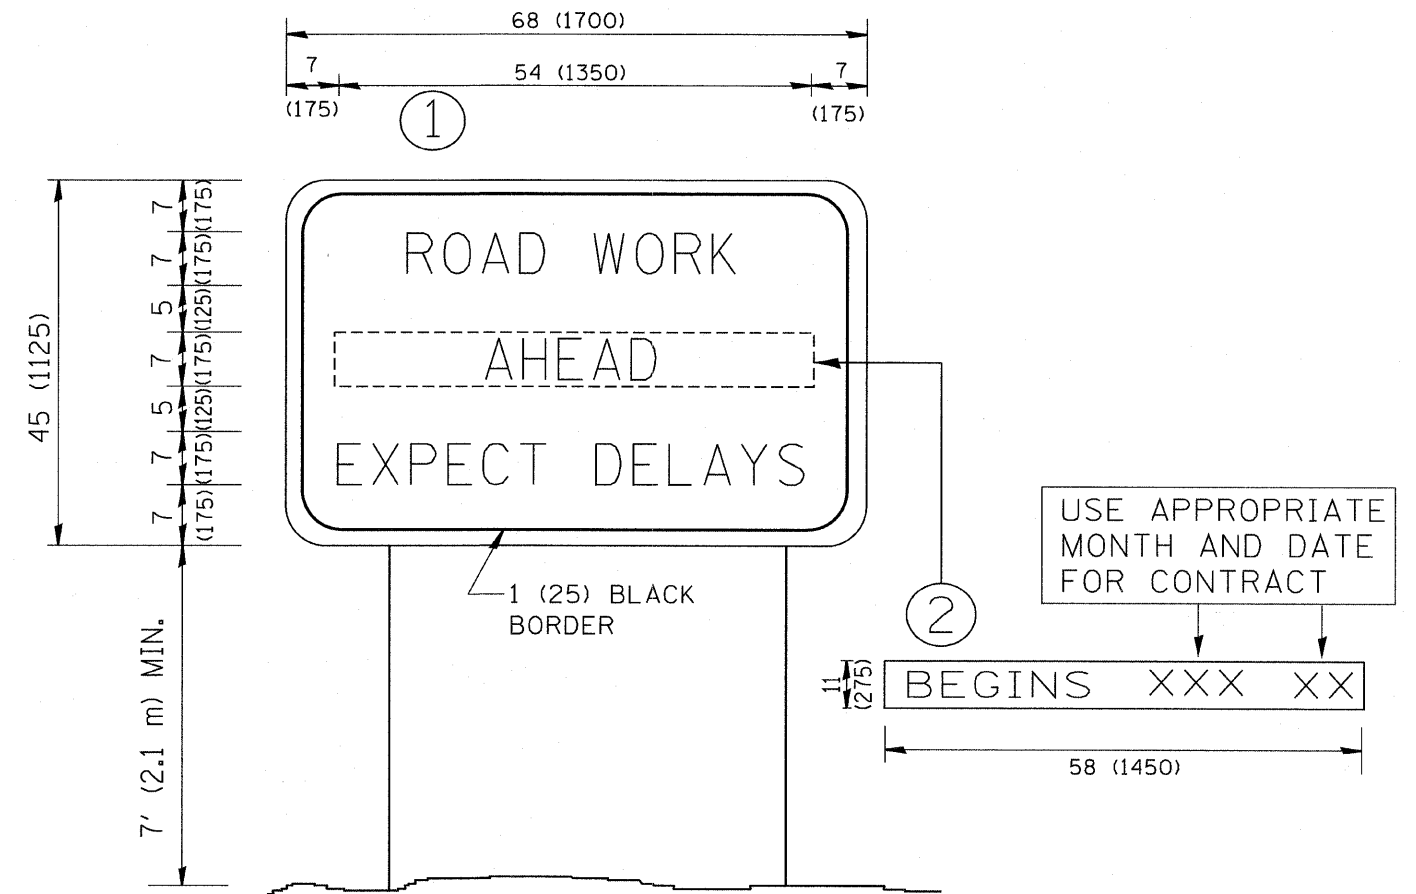 68 (1700)
7
54 (1350)
7
(175)
(175)
1
ROAD WORK
AHEAD
EXPECT DELAYS
45 (1125)
7 (175)
7 (175)
5 (125)
7 (175)
5 (125)
7 (175)
7 (175)
7' (2.1 m) MIN.
1 (25) BLACK
BORDER
USE APPROPRIATE
MONTH AND DATE
FOR CONTRACT
2
11
(275)
BEGINS XXX XX
58 (1450)